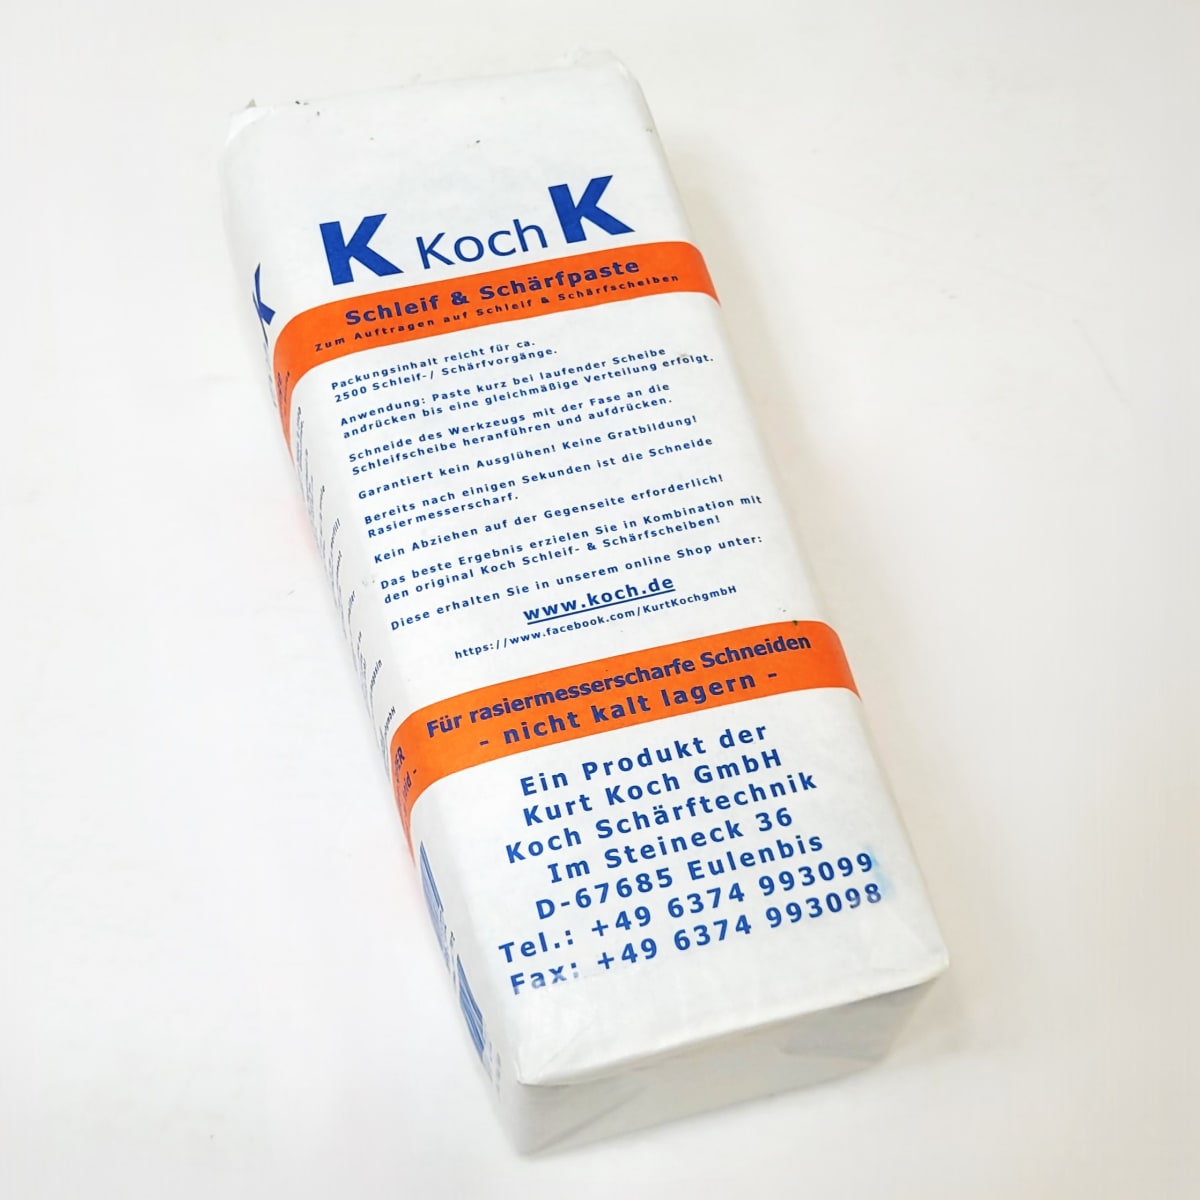 K Koch K
Schleif & Schärfpaste
Zum Auftragen auf Schleif & Schärfscheiben
Packungsinhalt reicht für ca.
2500 Schleif-/ Schärfvorgänge.
Anwendung: Paste kurz bei laufender Scheibe
andrücken bis eine gleichmäßige Verteilung erfolgt.
Schneide des Werkzeugs mit der Fase an die
Schleifscheibe heranführen und aufdrücken.
Garantiert kein Ausglühen! Keine Gratbildung!
Bereits nach einigen Sekunden ist die Schneide
Rasiermesserscharf.
Kein Abziehen auf der Gegenseite erforderlich!
Das beste Ergebnis erzielen Sie in Kombination mit
den original Koch Schleif- & Schärfscheiben!
Diese erhalten Sie in unserem online Shop unter:
www.koch.de
https://www.facebook.com/KurtKochgmbH
Für rasiermesserscharfe Schneiden
- nicht kalt lagern -
Ein Produkt der
Kurt Koch GmbH
Koch Schärftechnik
Im Steineck 36
D-67685 Eulenbis
Tel.: +49 6374 993099
Fax: +49 6374 993098
K